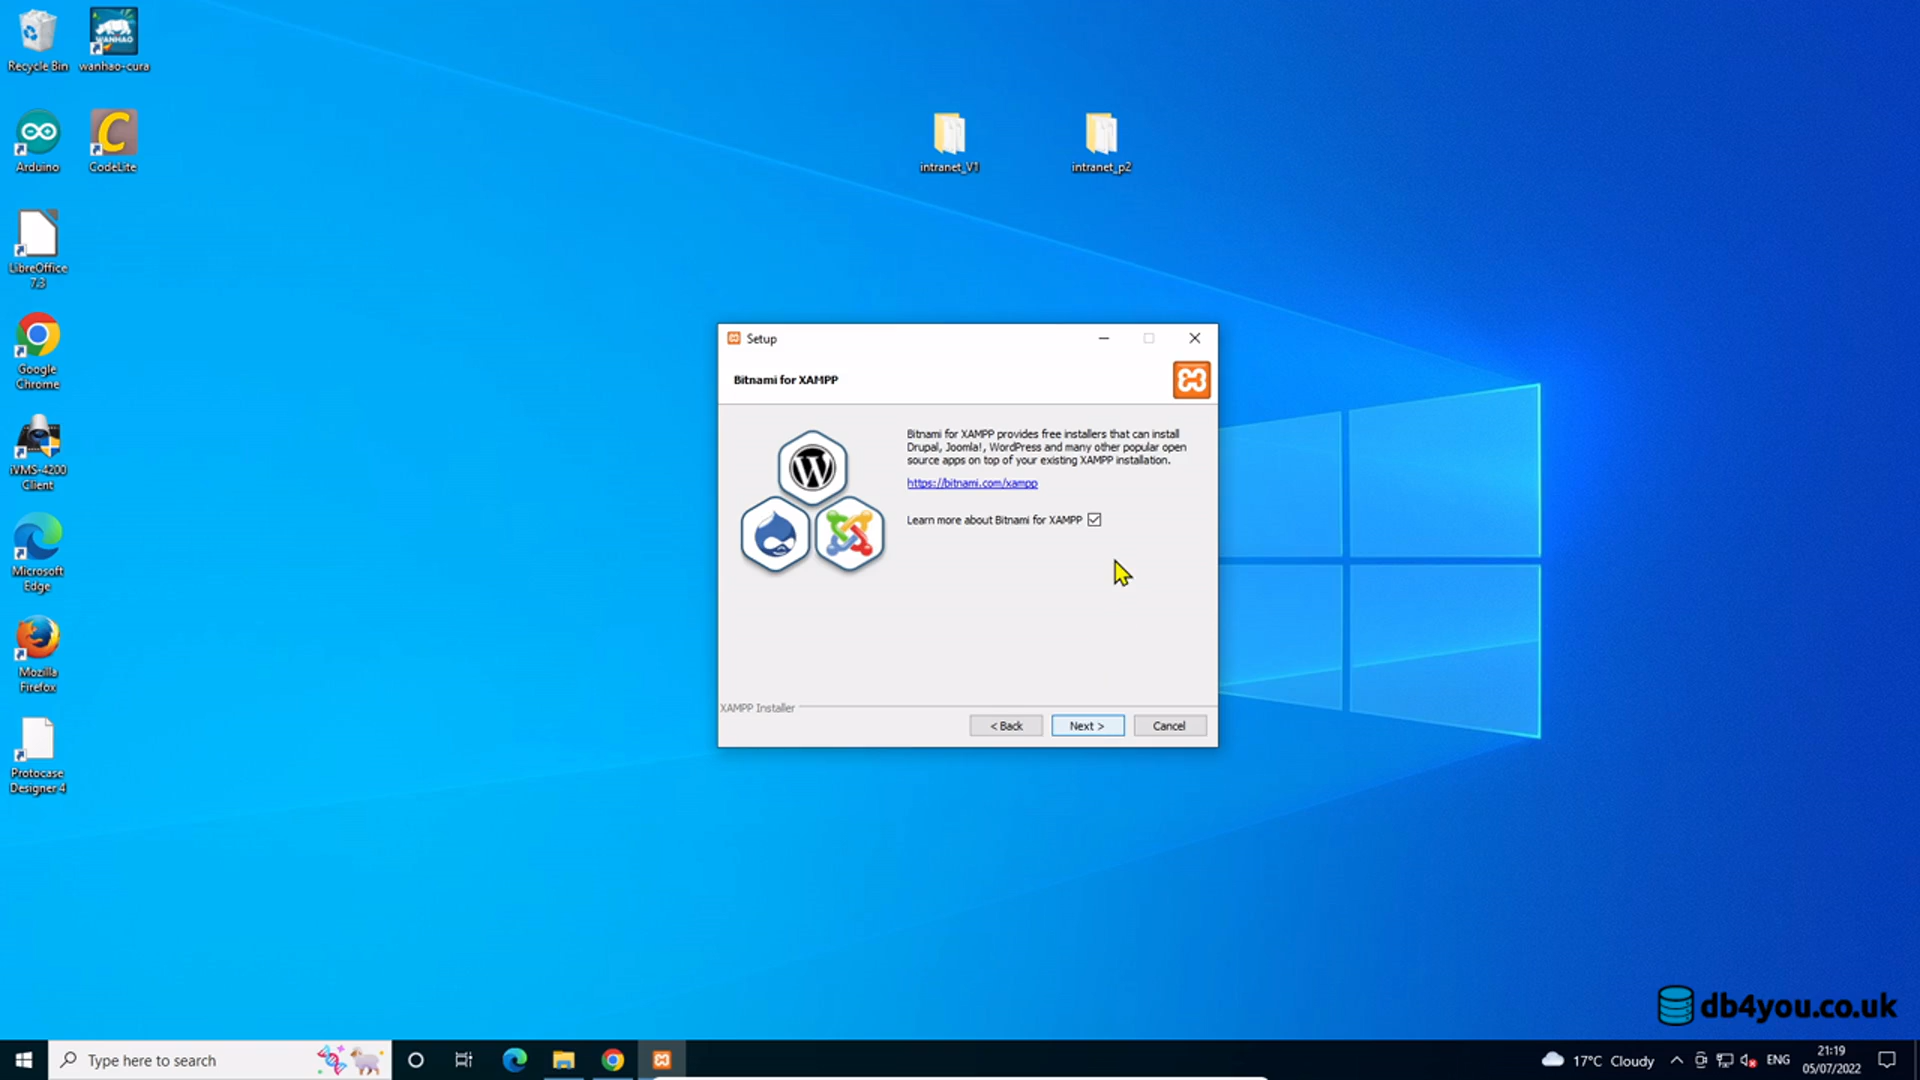 Recycle Bin
WANHAO
wanhao-cura
Arduino
CodeLite
LibreOffice
7.3
Google
Chrome
iVMS-4200
Client
Microsoft
Edge
Mozilla
Firefox
Protocase
Designer 4
intranet_V1
intranet_p2
Setup
Bitnami for XAMPP
Bitnami for XAMPP provides free installers that can install
Drupal, Joomla!, WordPress and many other popular open
source apps on top of your existing XAMPP installation.
https://bitnami.com/xampp
Learn more about Bitnami for XAMPP
XAMPP Installer
< Back
Next >
Cancel
db4you.co.uk
Type here to search
17°C Cloudy
ENG
21:19
05/07/2022